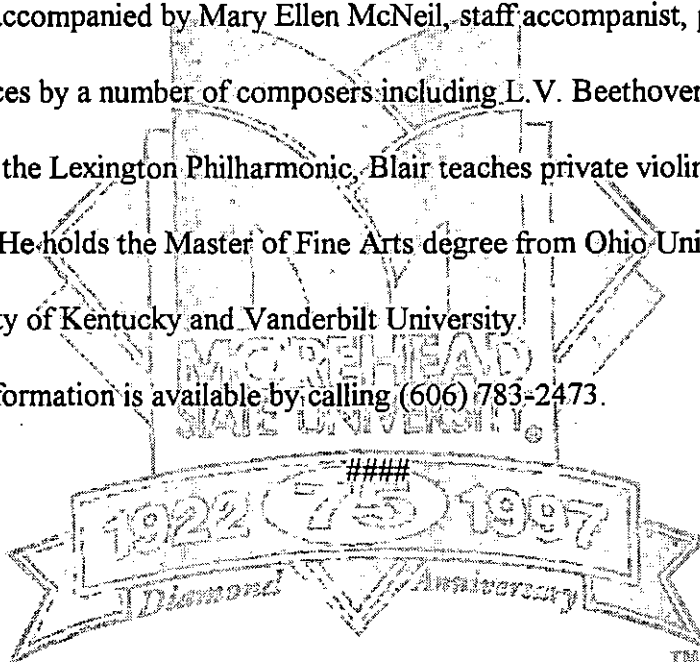 accompanied by Mary Ellen McNeil, staff accompanist,
ces by a number of composers including L.V. Beethoven
the Lexington Philharmonic, Blair teaches private violin
He holds the Master of Fine Arts degree from Ohio Uni
ty of Kentucky and Vanderbilt University.
MOREHEAD
formation is available by calling (606) 783-2473.
STATE UNIVERSITY®
####
1922 75 1997
Diamond Anniversary
TM